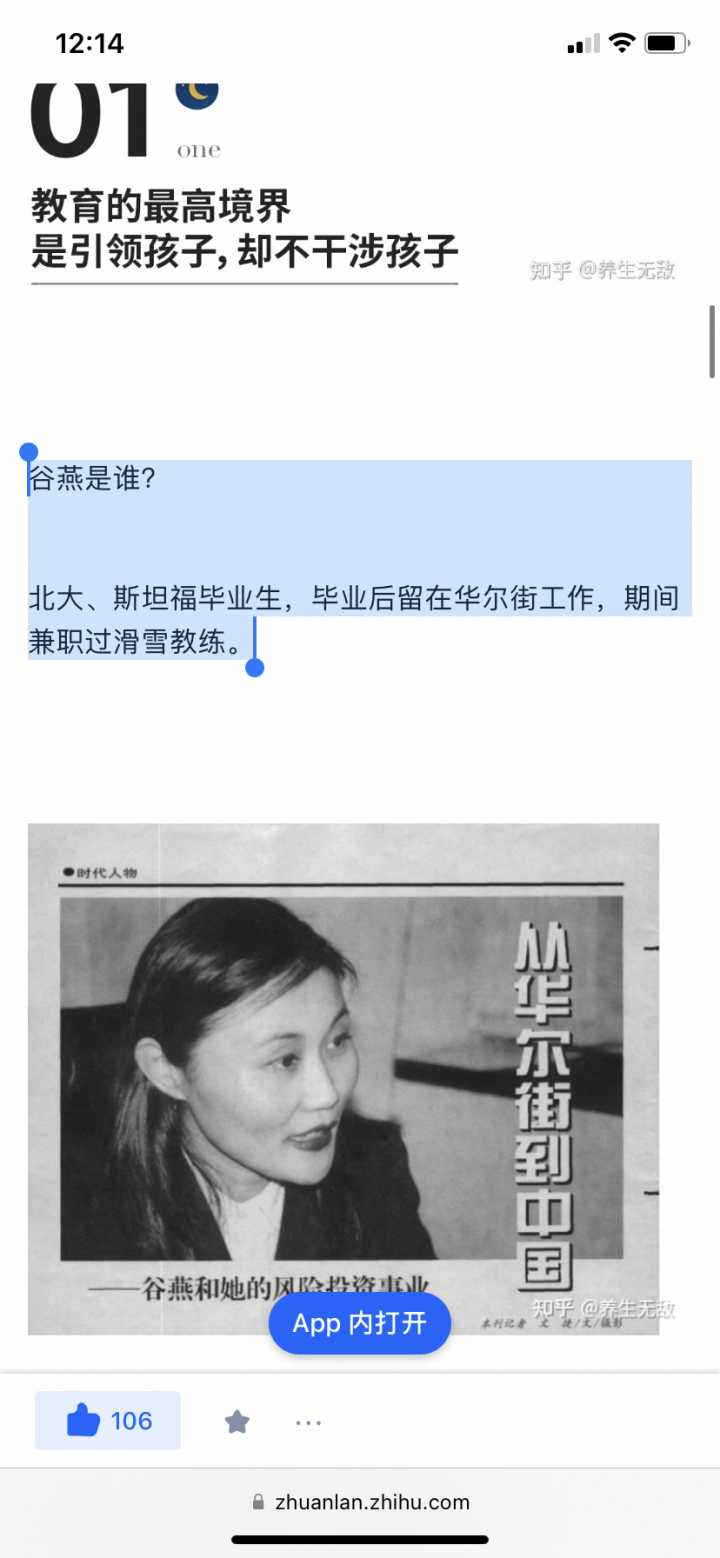 12:14
01
one
教育的最高境界
是引领孩子，却不干涉孩子
知乎 @养生无敌
谷燕是谁？
北大、斯坦福毕业生，毕业后留在华尔街工作，期间
兼职过滑雪教练。
●时代人物
从华尔街到中国
——谷燕和她的风险投资事业
知乎 @养生无敌
本刊记者 文 捷/文/摄影
App 内打开
106
zhuanlan.zhihu.com